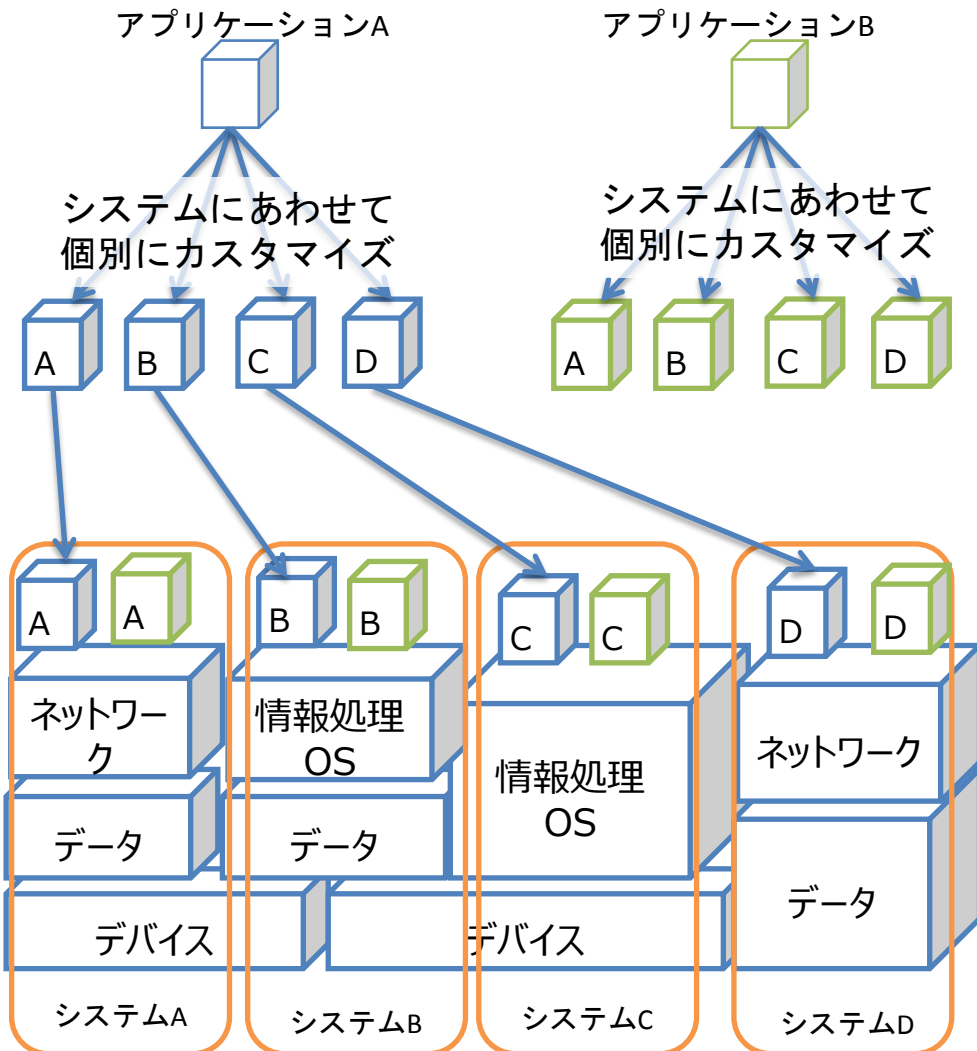 アプリケーションA
アプリケーションB
システムにあわせて
個別にカスタマイズ
システムにあわせて
個別にカスタマイズ
A
B
C
D
A
B
C
D
A
A
B
B
C
C
D
D
ネットワー
ク
情報処理
OS
情報処理
OS
ネットワーク
データ
データ
データ
デバイス
デバイス
システムA
システムB
システムC
システムD